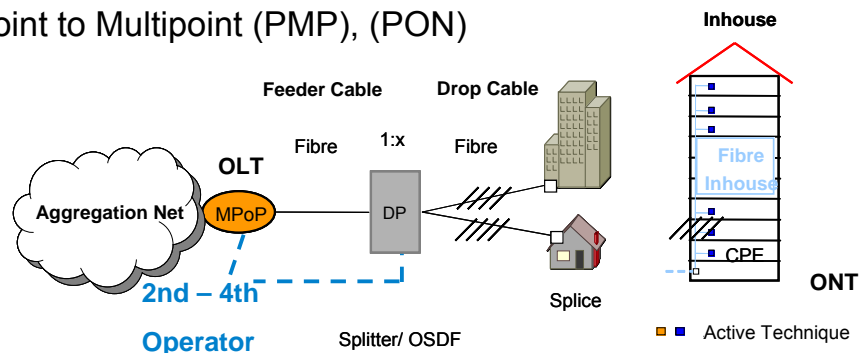 oint to Multipoint (PMP), (PON)
Inhouse
Feeder Cable
Drop Cable
Fibre
1:x
Fibre
OLT
Aggregation Net
MPoP
DP
Fibre
Inhouse
CPE
2nd – 4th
Operator
Splice
ONT
Splitter/ OSDF
Active Technique